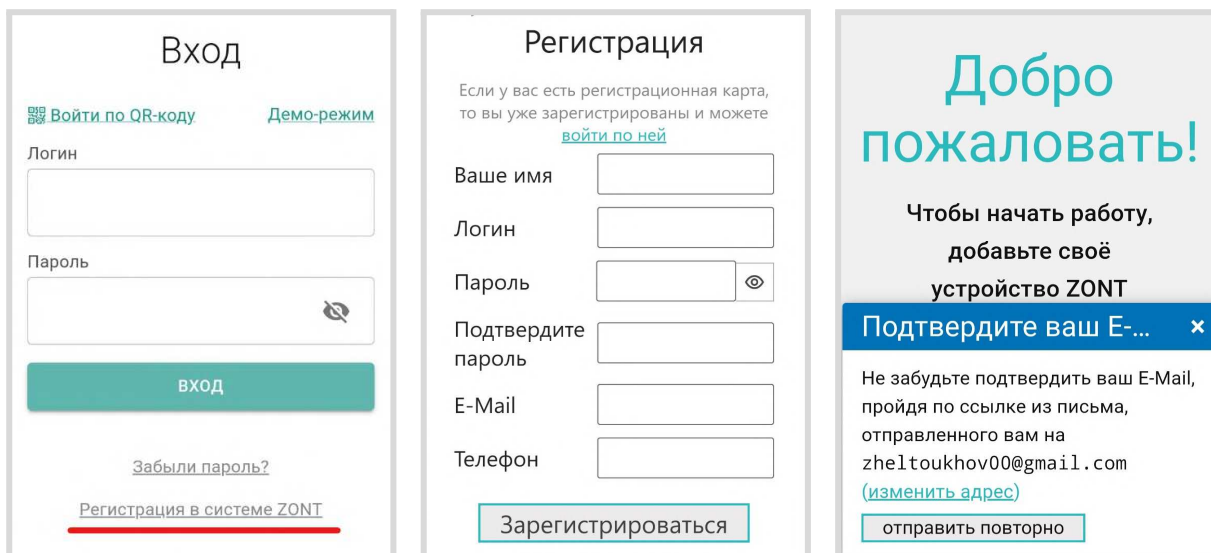 Вход
Войти по QR-коду
Демо-режим
Логин
Пароль
ВХОД
Забыли пароль?
Регистрация в системе ZONT
Регистрация
Если у вас есть регистрационная карта,
то вы уже зарегистрированы и можете
войти по ней
Ваше имя
Логин
Пароль
Подтвердите
пароль
E-Mail
Телефон
Зарегистрироваться
Добро
пожаловать!
Чтобы начать работу,
добавьте своё
устройство ZONT
Подтвердите ваш E-...
Не забудьте подтвердить ваш E-Mail,
пройдя по ссылке из письма,
отправленного вам на
zheltoukhov00@gmail.com
(изменить адрес)
отправить повторно